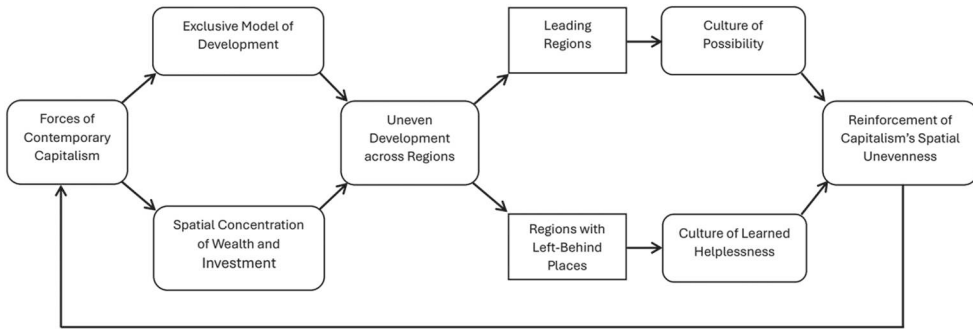 Exclusive Model of
Development
Leading
Regions
Culture of
Possibility
Forces of
Contemporary
Capitalism
Uneven
Development
across Regions
Reinforcement of
Capitalism's Spatial
Unevenness
Spatial Concentration
of Wealth and
Investment
Regions with
Left-Behind
Places
Culture of Learned
Helplessness